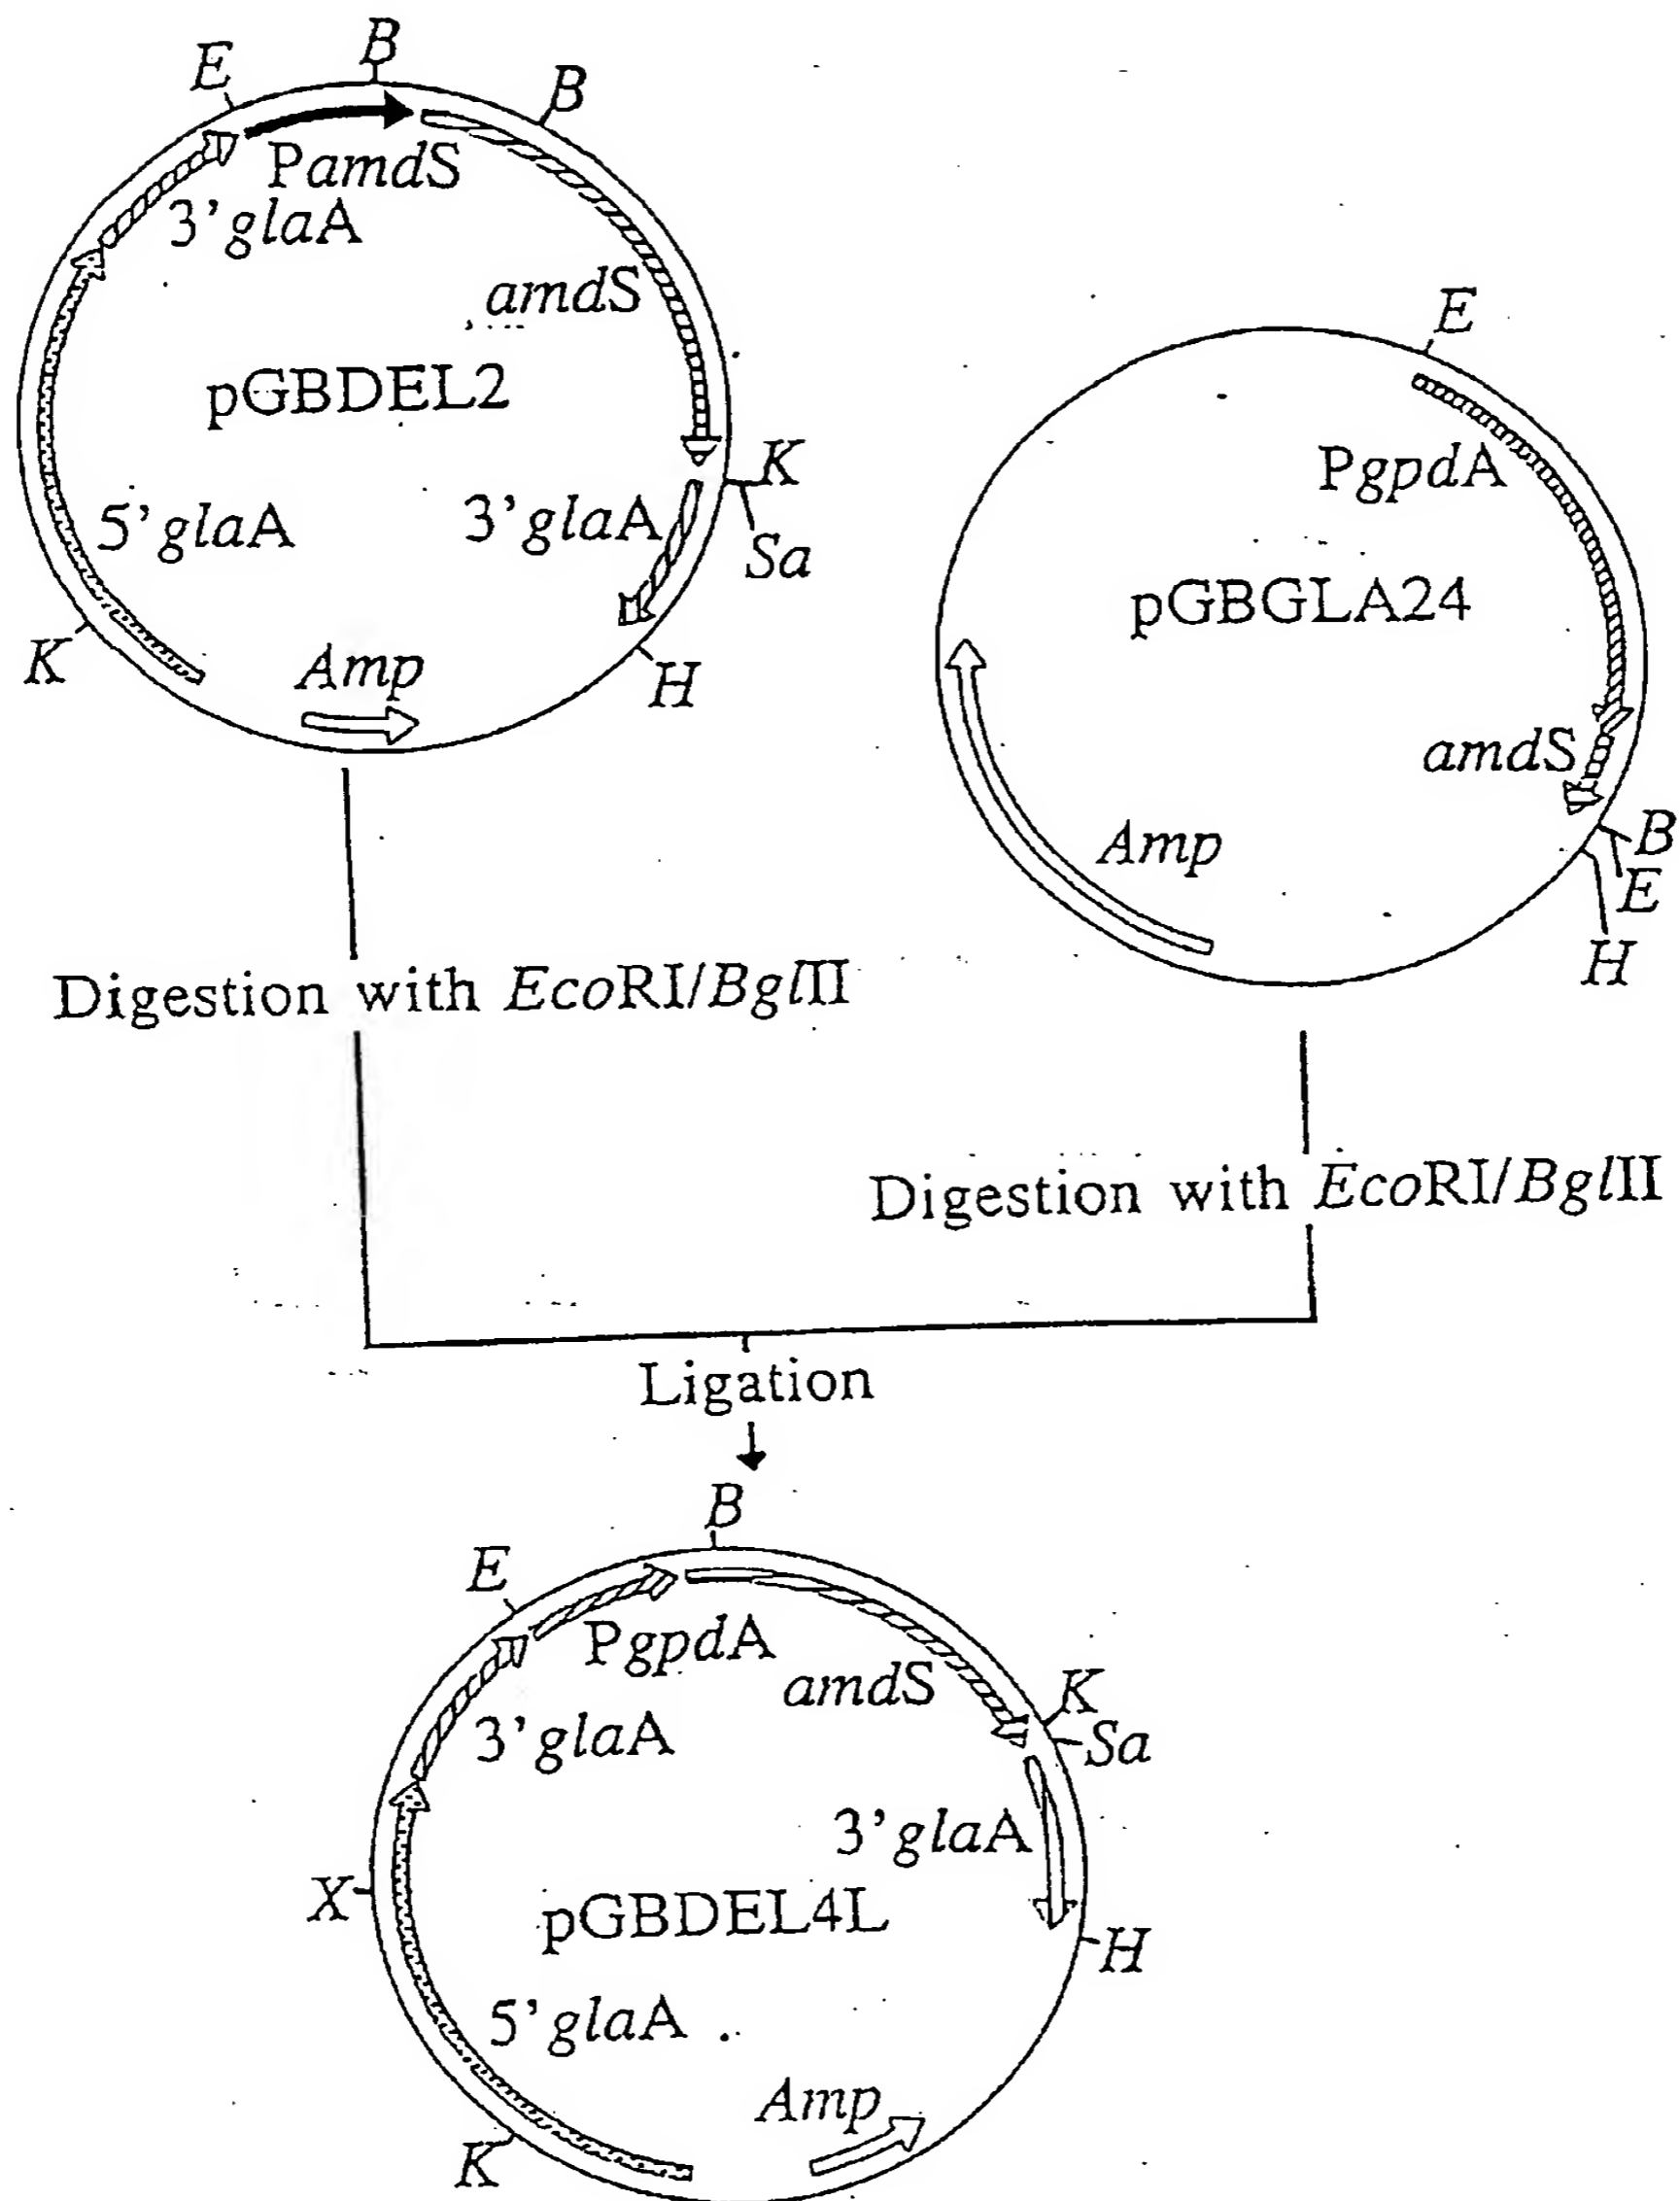 E
B
B
PamdS
3'glaA
amdS
pGBDEL2
5'glaA
3'glaA
K
Sa
K
Amp
H
E
PgpdA
pGBGLA24
amdS
Amp
B
E
H
Digestion with EcoRI/BglII
Digestion with EcoRI/BglII
Ligation
B
E
PgpdA
amdS
K
Sa
3'glaA
3'glaA
X
pGBDEL4L
H
5'glaA
Amp
K